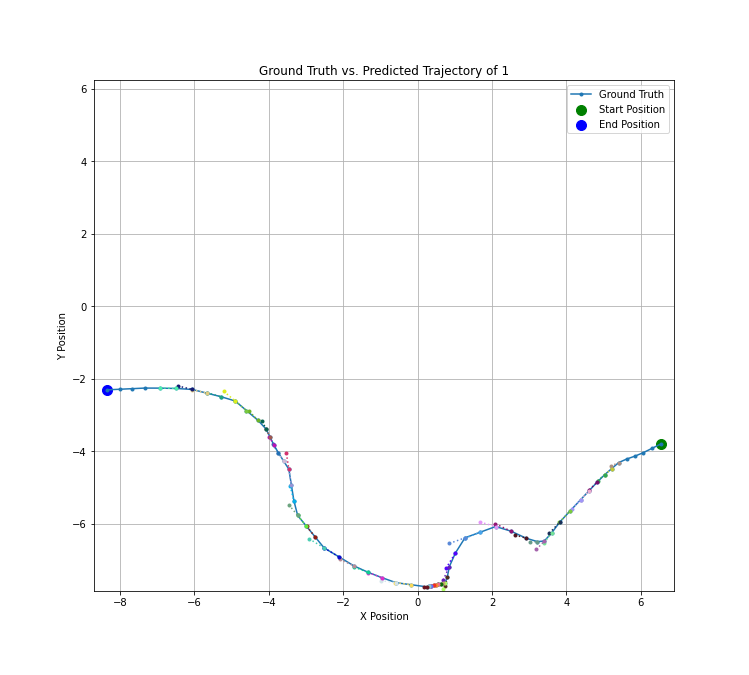 Ground Truth vs. Predicted Trajectory of 1
Ground Truth
Start Position
End Position
6
4
2
0
−2
−4
−6
Y Position
−8
−6
−4
−2
0
2
4
6
X Position